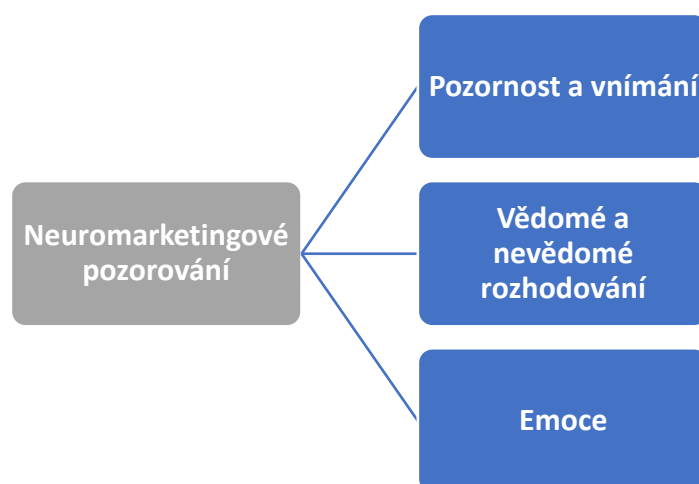 Pozornost a vnímání
Neuromarketingové
pozorování
Vědomé a
nevědomé
rozhodování
Emoce